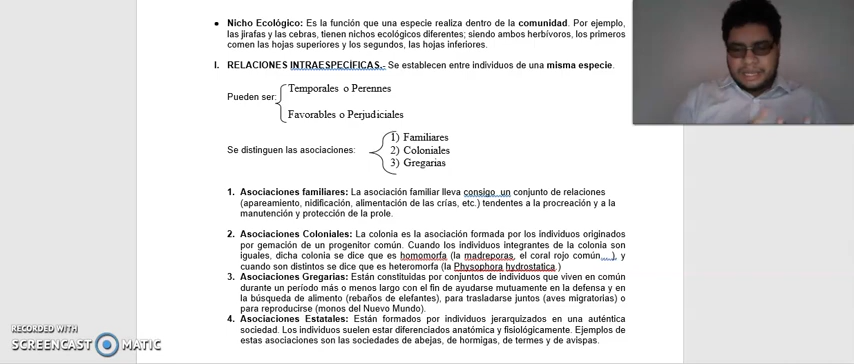 • Nicho Ecológico: Es la función que una especie realiza dentro de la comunidad. Por ejemplo,
las jirafas y las cebras, tienen nichos ecológicos diferentes; siendo ambos herbívoros, los primeros
comen las hojas superiores y los segundos, las hojas inferiores.
I. RELACIONES INTRAESPECÍFICAS.- Se establecen entre individuos de una misma especie.
Temporales o Perennes
Pueden ser:
Favorables o Perjudiciales
1) Familiares
Se distinguen las asociaciones: 2) Coloniales
3) Gregarias
1. Asociaciones familiares: La asociación familiar lleva consigo un conjunto de relaciones
(apareamiento, nidificación, alimentación de las crías, etc.) tendentes a la procreación y a la
manutención y protección de la prole.
2. Asociaciones Coloniales: La colonia es la asociación formada por los individuos originados
por gemación de un progenitor común. Cuando los individuos integrantes de la colonia son
iguales, dicha colonia se dice que es homomorfa (la madreporas, el coral rojo común,...), y
cuando son distintos se dice que es heteromorfa (la Physophora hydrostatica.)
3. Asociaciones Gregarias: Están constituidas por conjuntos de individuos que viven en común
durante un período más o menos largo con el fin de ayudarse mutuamente en la defensa y en
la búsqueda de alimento (rebaños de elefantes), para trasladarse juntos (aves migratorias) o
para reproducirse (monos del Nuevo Mundo).
4. Asociaciones Estatales: Están formados por individuos jerarquizados en una auténtica
sociedad. Los individuos suelen estar diferenciados anatómica y fisiológicamente. Ejemplos de
estas asociaciones son las sociedades de abejas, de hormigas, de termes y de avispas.
RECORDED WITH
SCREENCAST MATIC